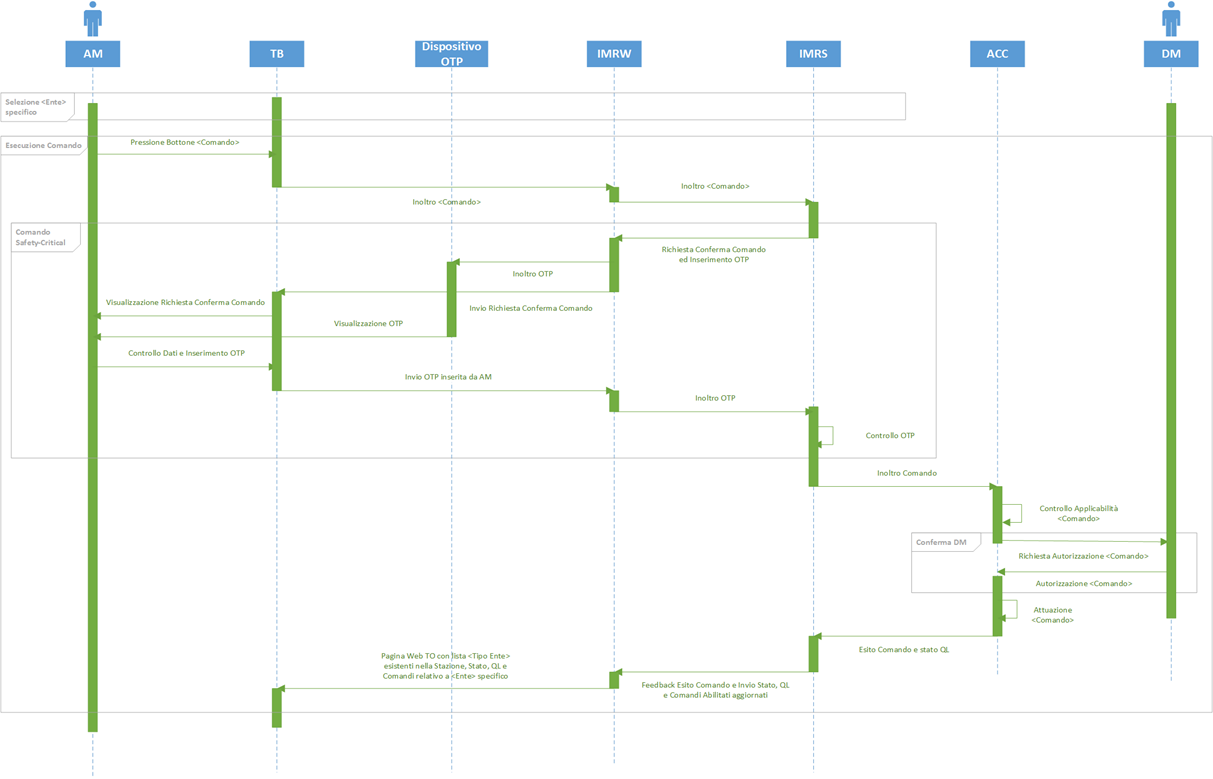 AM
TB
Dispositivo
OTP
IMRW
IMRS
ACC
DM
Selezione <Ente>
specifico
Esecuzione Comando
Pressione Bottone <Comando>
Inoltro <Comando>
Inoltro <Comando>
Comando
Safety-Critical
Richiesta Conferma Comando
ed Inserimento OTP
Inoltro OTP
Visualizzazione Richiesta Conferma Comando
Invio Richiesta Conferma Comando
Visualizzazione OTP
Controllo Dati e Inserimento OTP
Invio OTP inserita da AM
Inoltro OTP
Controllo OTP
Inoltro Comando
Controllo Applicabilità
<Comando>
Conferma DM
Richiesta Autorizzazione <Comando>
Autorizzazione <Comando>
Attuazione
<Comando>
Esito Comando e stato QL
Pagina Web TO con lista <Tipo Ente>
esistenti nella Stazione, Stato, QL e
Comandi relativo a <Ente> specifico
Feedback Esito Comando e Invio Stato, QL
e Comandi Abilitati aggiornati